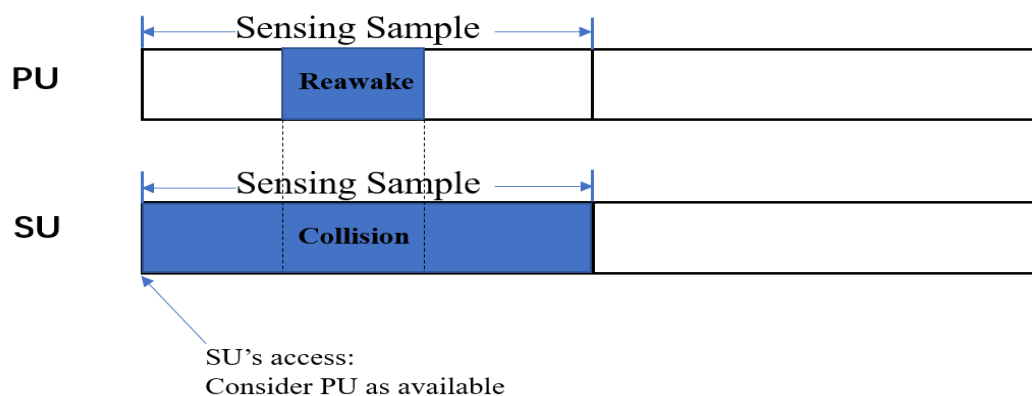 Sensing Sample
PU
Reawake
Sensing Sample
SU
Collision
SU’s access:
Consider PU as available